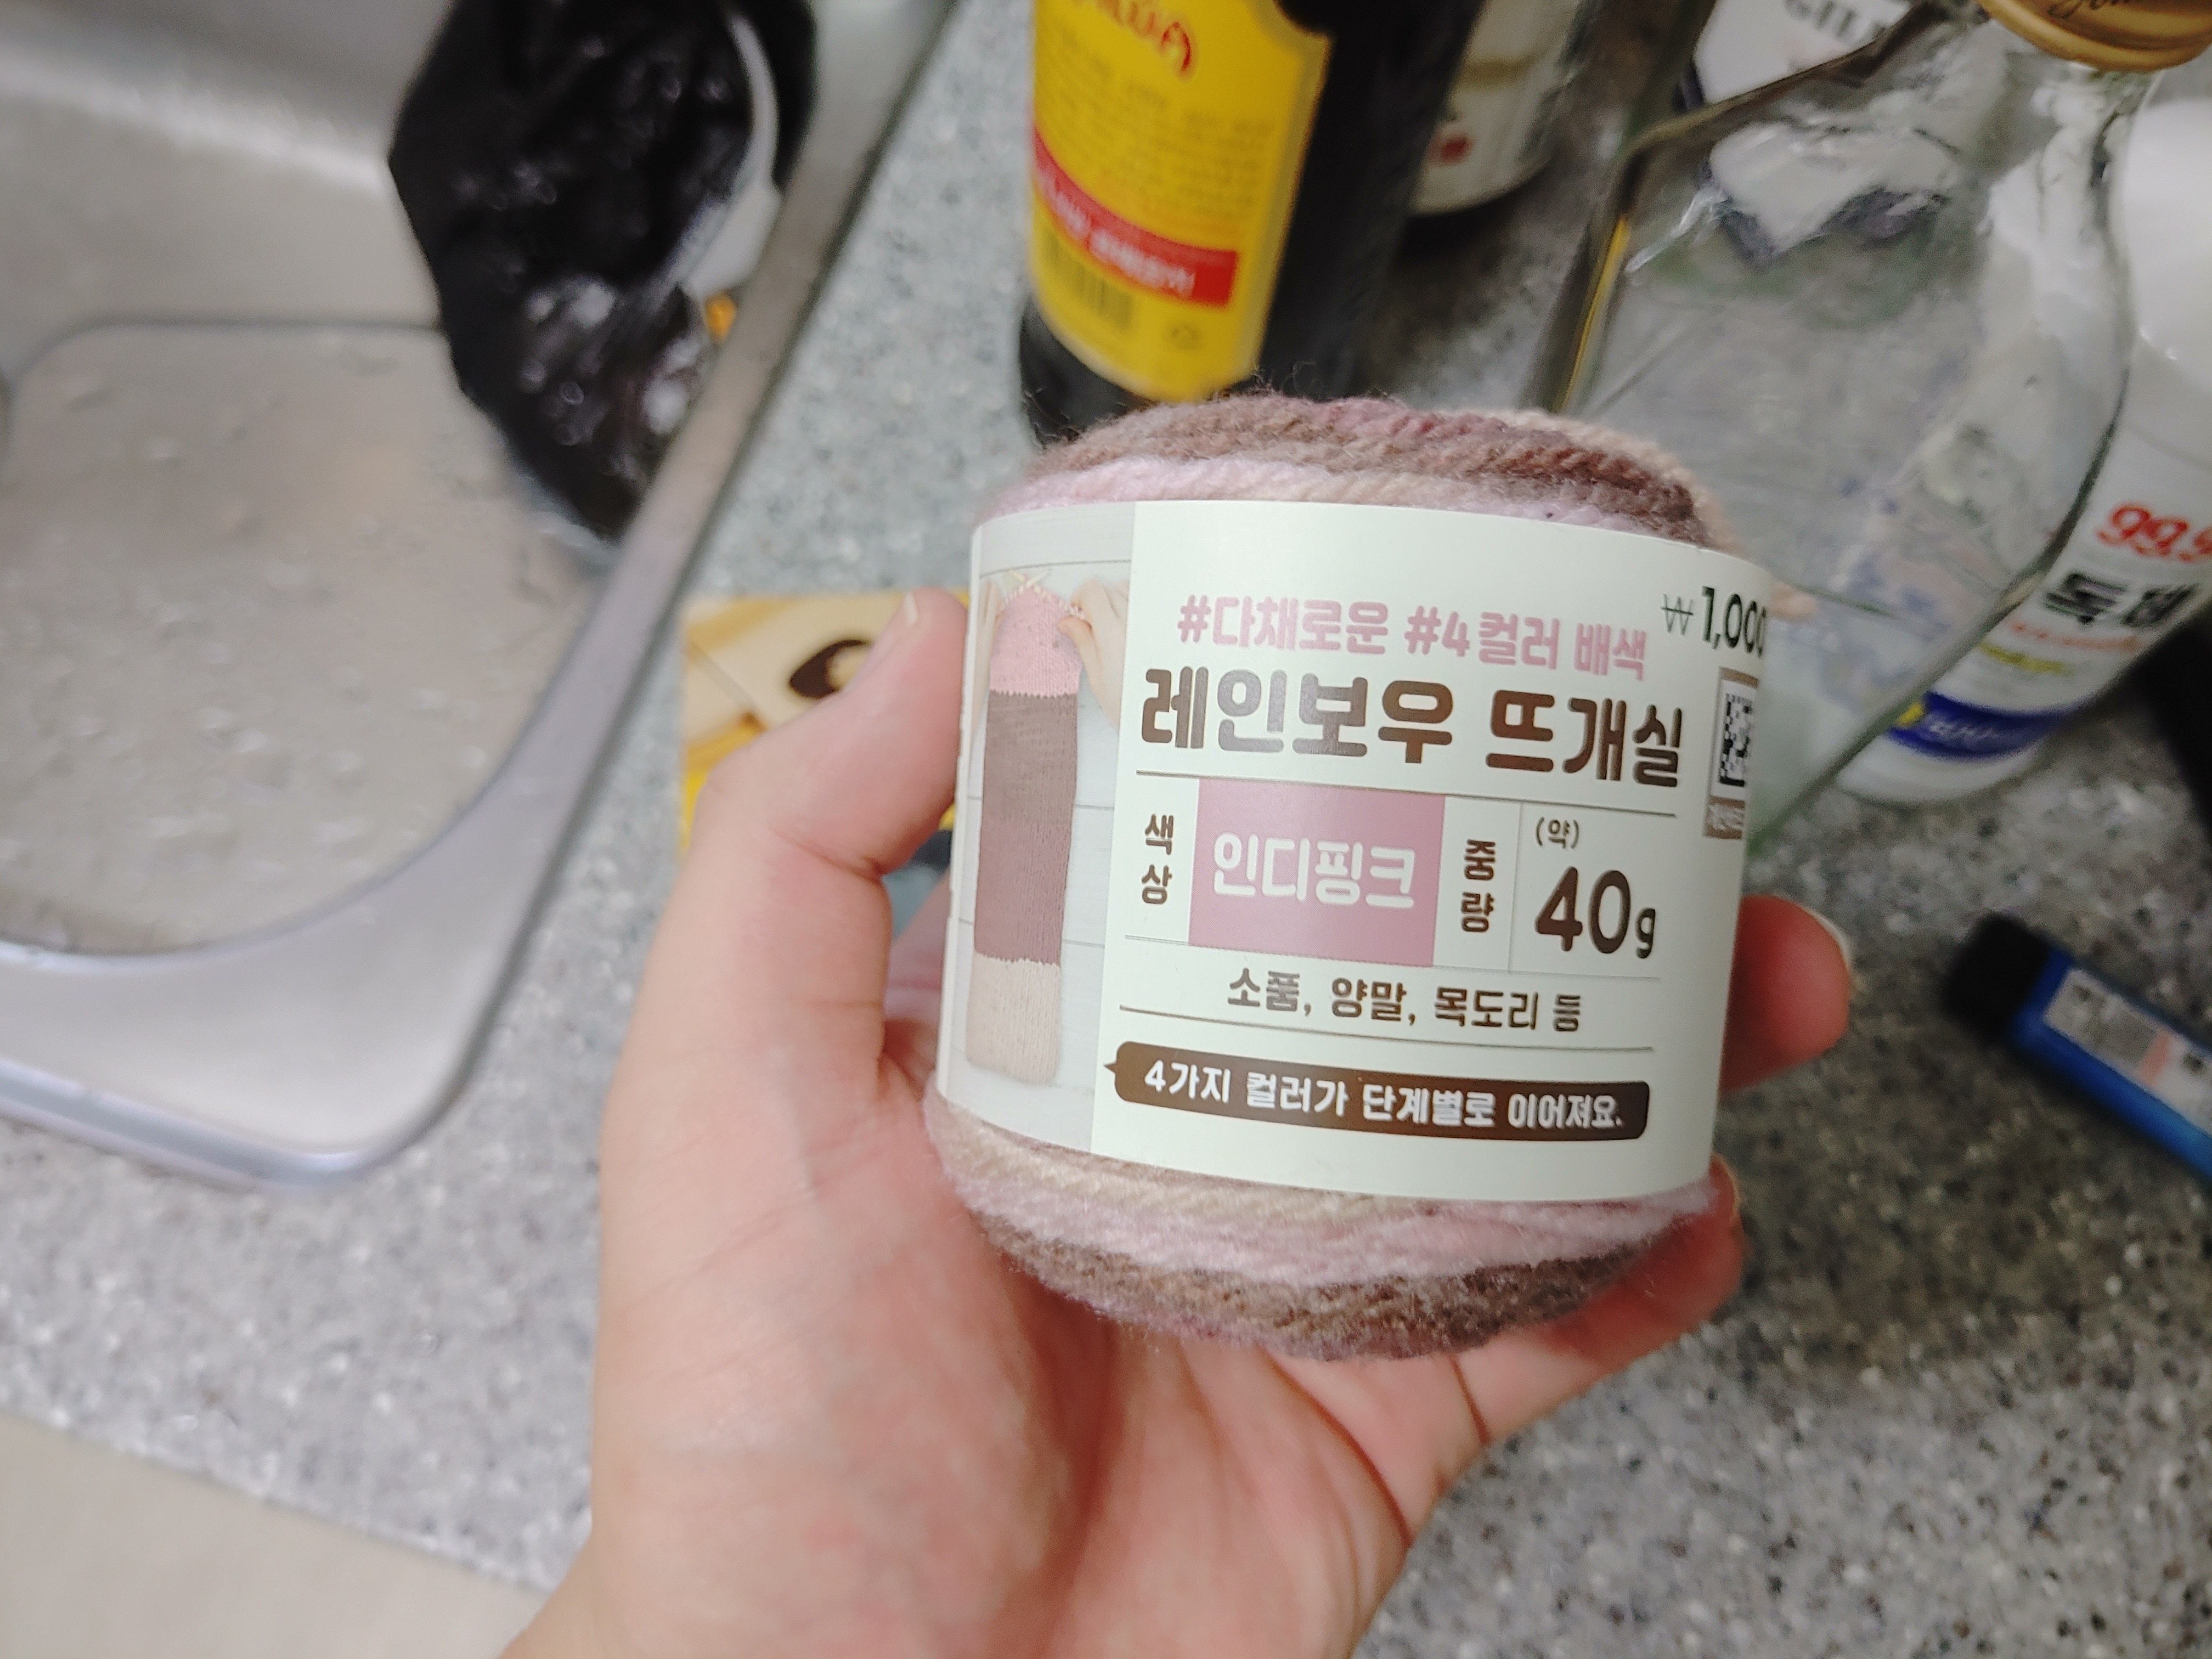 #다채로운 #4컬러 배색
₩1,000
레인보우 뜨개실
색상
인디핑크
중량
(약)
40g
소품, 양말, 목도리 등
4가지 컬러가 단계별로 이어져요.
99.9